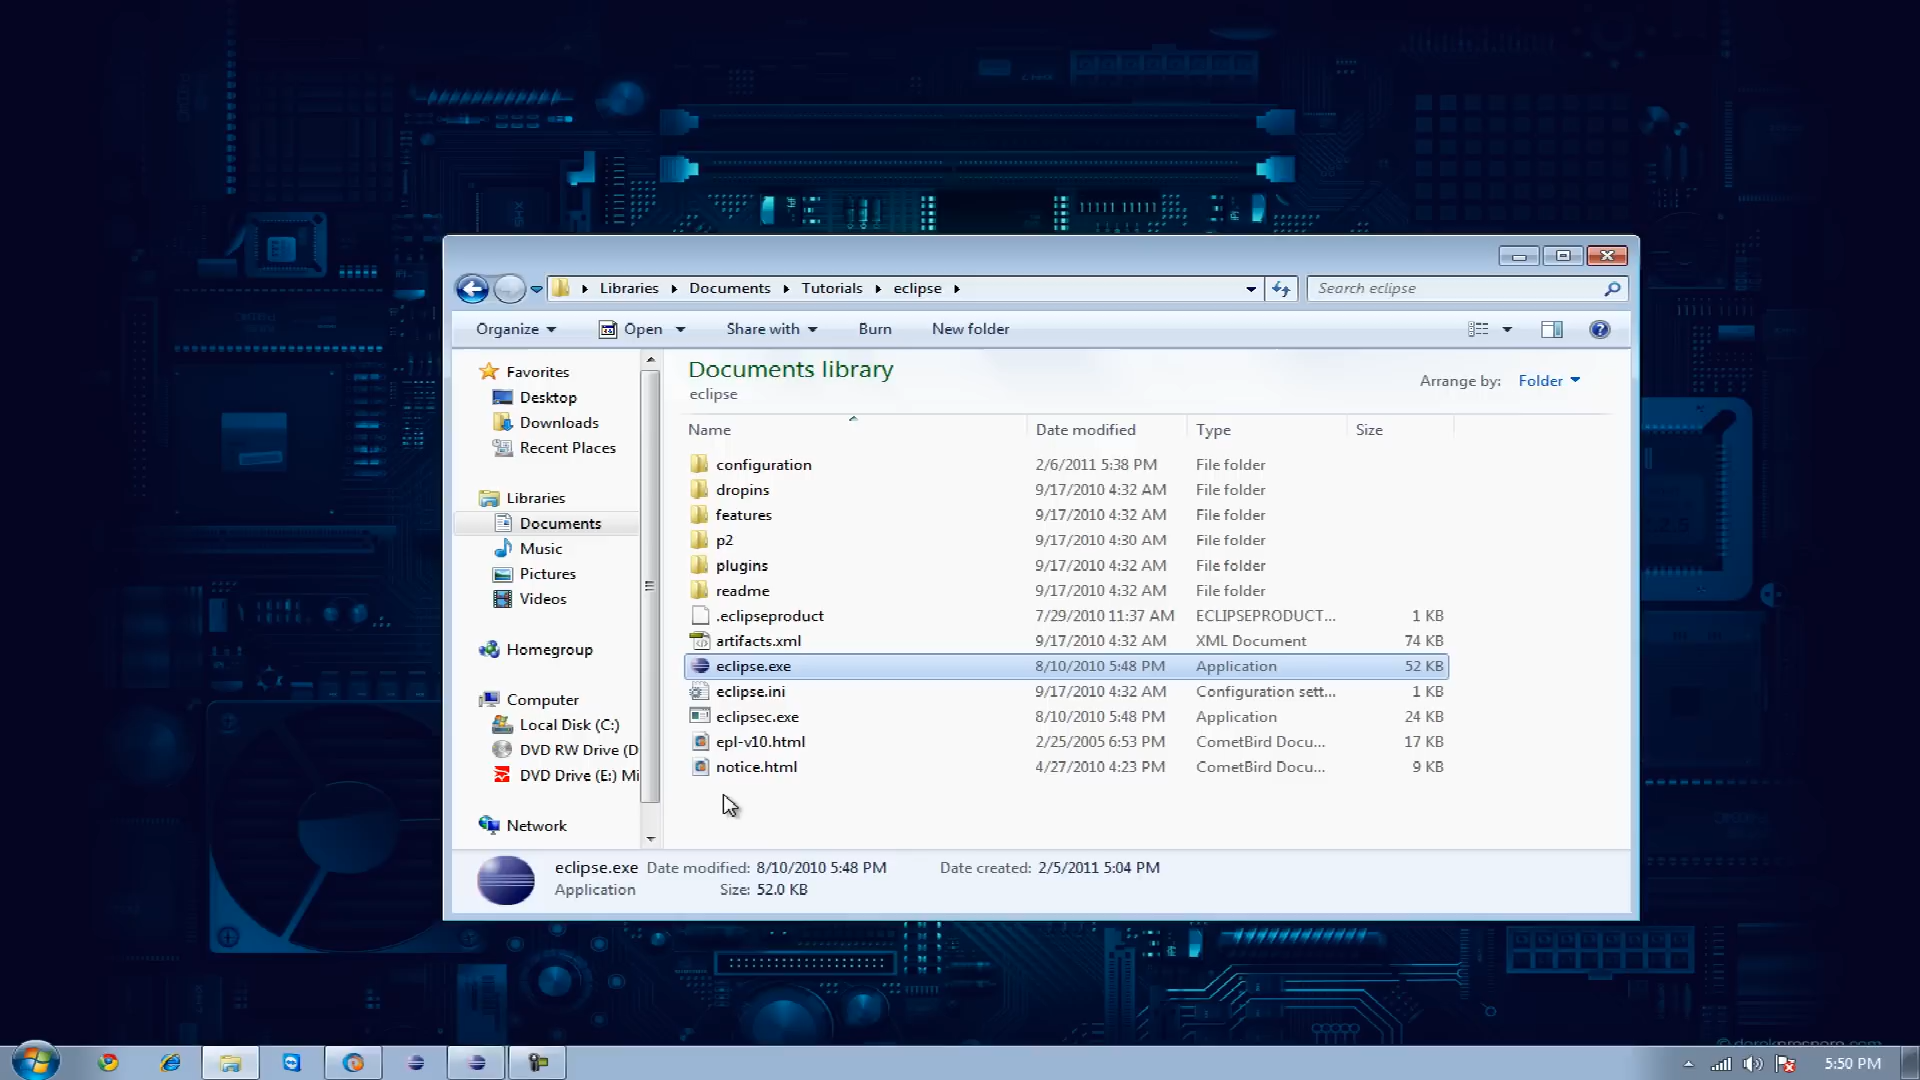 Libraries Documents Tutorials eclipse
Search eclipse
Organize Open Share with Burn New folder
Favorites
Desktop
Downloads
Recent Places
Libraries
Documents
Music
Pictures
Videos
Homegroup
Computer
Local Disk (C:)
DVD RW Drive (D
DVD Drive (E:) Mi
Network
Documents library
eclipse
Arrange by: Folder
Name Date modified Type Size
configuration 2/6/2011 5:38 PM File folder
dropins 9/17/2010 4:32 AM File folder
features 9/17/2010 4:32 AM File folder
p2 9/17/2010 4:30 AM File folder
plugins 9/17/2010 4:32 AM File folder
readme 9/17/2010 4:32 AM File folder
.eclipseproduct 7/29/2010 11:37 AM ECLIPSEPRODUCT... 1 KB
artifacts.xml 9/17/2010 4:32 AM XML Document 74 KB
eclipse.exe 8/10/2010 5:48 PM Application 52 KB
eclipse.ini 9/17/2010 4:32 AM Configuration sett... 1 KB
eclipsec.exe 8/10/2010 5:48 PM Application 24 KB
epl-v10.html 2/25/2005 6:53 PM CometBird Docu... 17 KB
notice.html 4/27/2010 4:23 PM CometBird Docu... 9 KB
eclipse.exe Date modified: 8/10/2010 5:48 PM Date created: 2/5/2011 5:04 PM
Application Size: 52.0 KB
5:50 PM